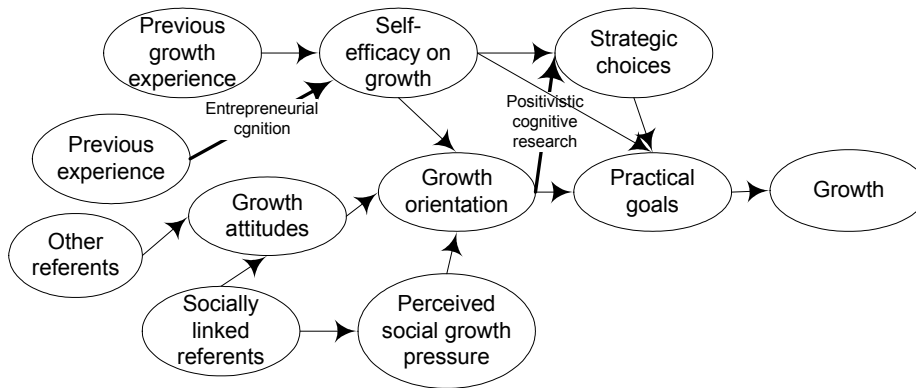 Previous
growth
experience
Self-
efficacy on
growth
Strategic
choices
Entrepreneurial
cgnition
Positivistic
cognitive
research
Previous
experience
Growth
attitudes
Growth
orientation
Practical
goals
Growth
Other
referents
Socially
linked
referents
Perceived
social growth
pressure